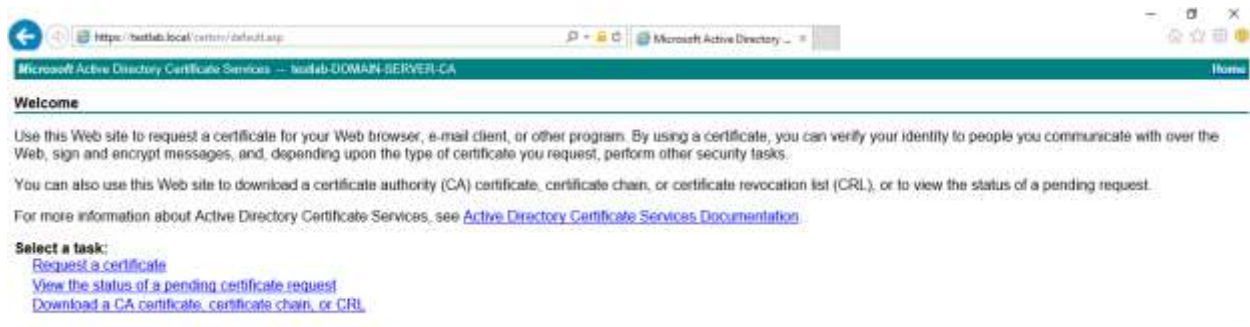 https://testlab.local/certsrv/default.asp
Microsoft Active Directory ...
Microsoft Active Directory Certificate Services -- testlab-DOMAIN-SERVER-CA
Home
Welcome
Use this Web site to request a certificate for your Web browser, e-mail client, or other program. By using a certificate, you can verify your identity to people you communicate with over the
Web, sign and encrypt messages, and, depending upon the type of certificate you request, perform other security tasks.
You can also use this Web site to download a certificate authority (CA) certificate, certificate chain, or certificate revocation list (CRL), or to view the status of a pending request.
For more information about Active Directory Certificate Services, see Active Directory Certificate Services Documentation.
Select a task:
Request a certificate
View the status of a pending certificate request
Download a CA certificate, certificate chain, or CRL